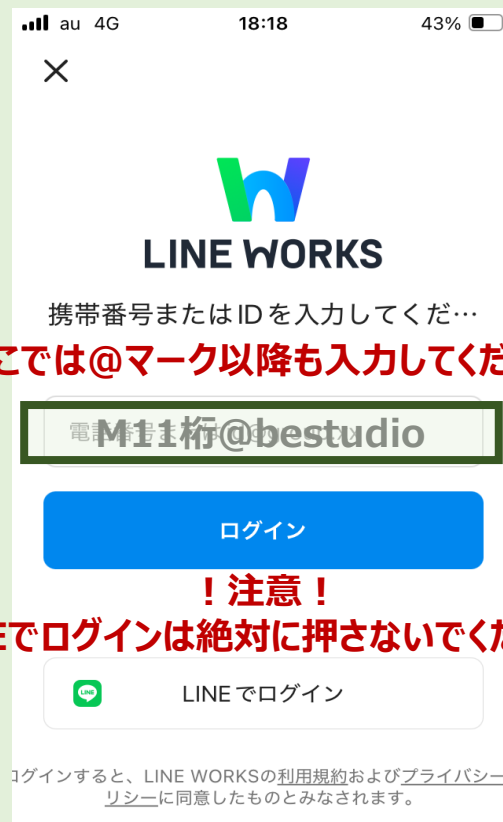 au 4G 18:18 43%
LINE WORKS
携帯番号またはIDを入力してくだ…
こでは@マーク以降も入力してくだ
M11桁@bestudio
ログイン
！注意！
でログインは絶対に押さないでくだ
LINE LINEでログイン
ログインすると、LINE WORKSの利用規約およびプライバシー
リシーに同意したものとみなされます。